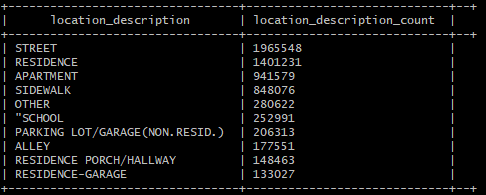 location_description | location_description_count
STREET | 1965548
RESIDENCE | 1401231
APARTMENT | 941579
SIDEWALK | 848076
OTHER | 280622
"SCHOOL | 252991
PARKING LOT/GARAGE(NON.RESID.) | 206313
ALLEY | 177551
RESIDENCE PORCH/HALLWAY | 148463
RESIDENCE-GARAGE | 133027